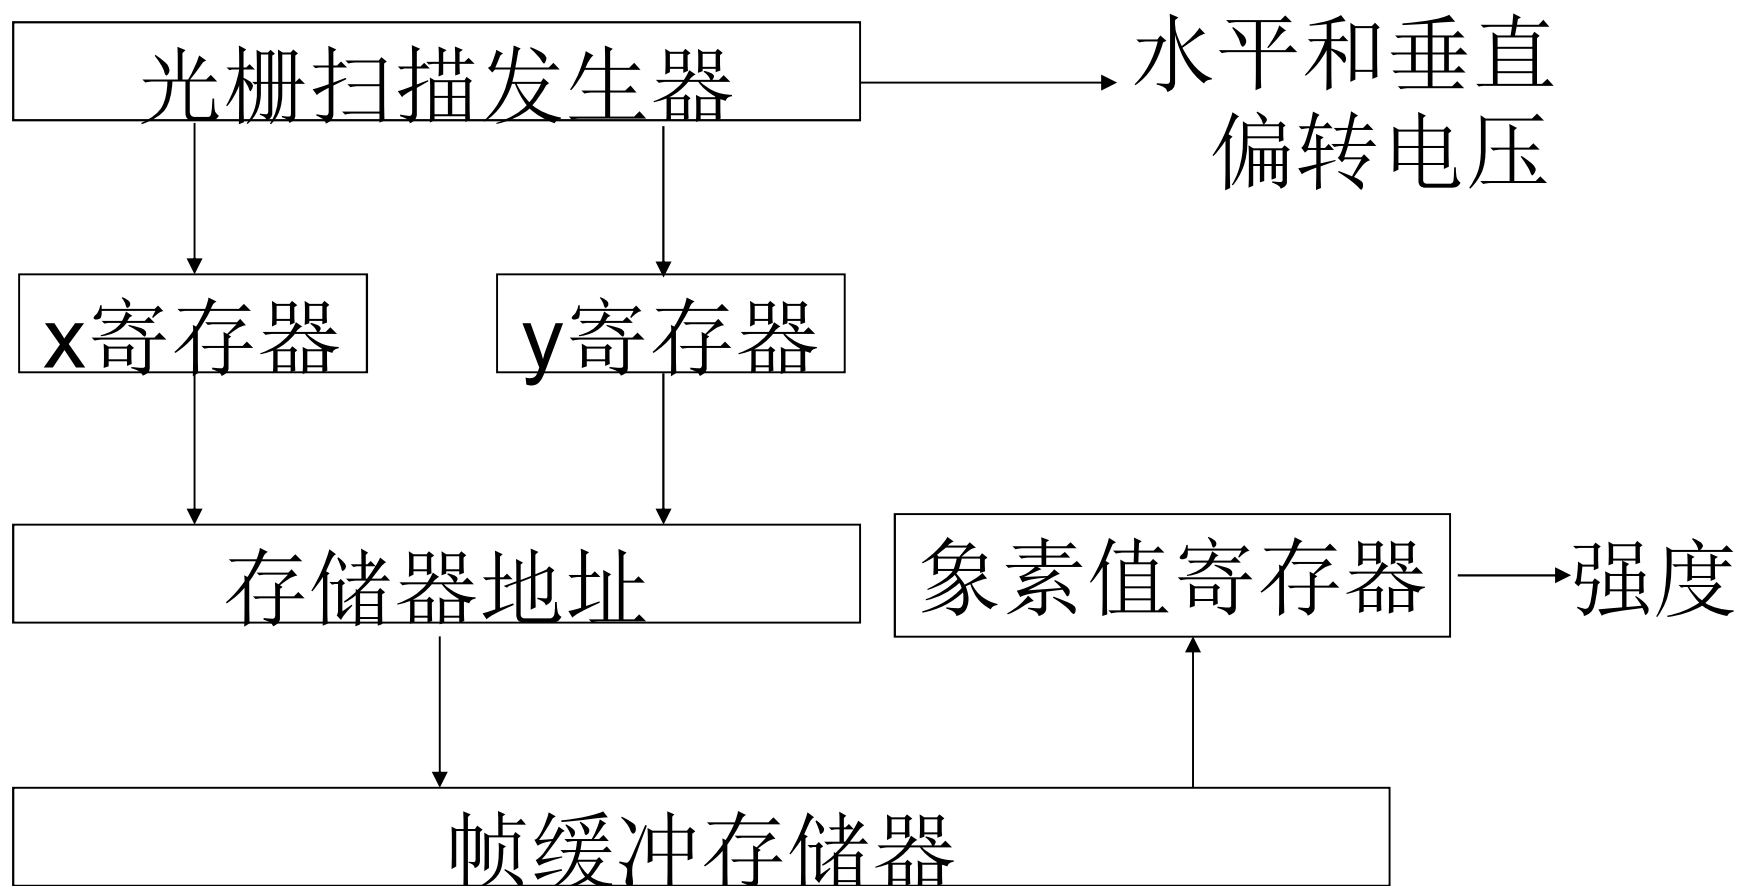 光栅扫描发生器
水平和垂直
偏转电压
x寄存器
y寄存器
存储器地址
象素值寄存器
强度
帧缓冲存储器